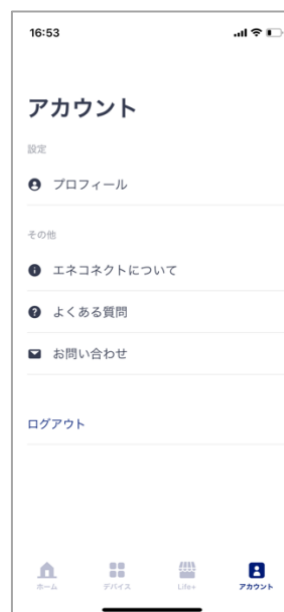 16:53
アカウント
設定
プロフィール
その他
エネコネクトについて
よくある質問
お問い合わせ
ログアウト
ホーム デバイス Life+ アカウント